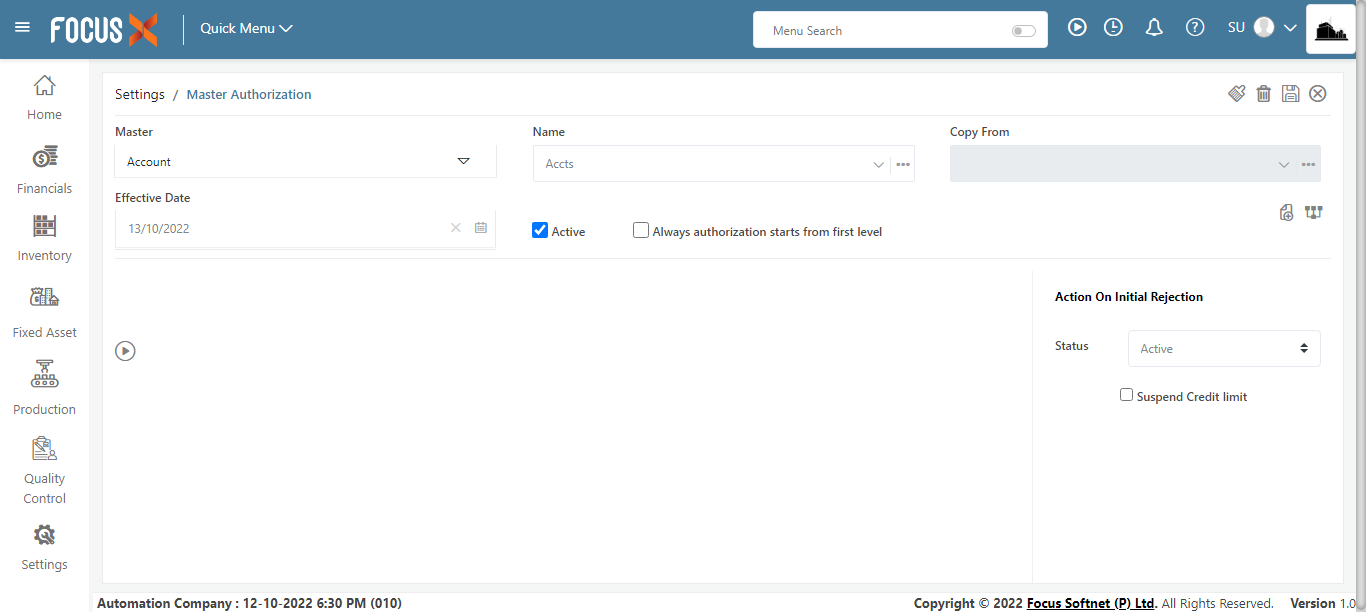 FOCUS X
Quick Menu
Menu Search
SU
Home
Financials
Inventory
Fixed Asset
Production
Quality
Control
Settings
Settings / Master Authorization
Master
Name
Copy From
Account
Accts
Effective Date
13/10/2022
Active
Always authorization starts from first level
Action On Initial Rejection
Status
Active
Suspend Credit limit
Automation Company : 12-10-2022 6:30 PM (010)
Copyright © 2022 Focus Softnet (P) Ltd. All Rights Reserved. Version 1.0